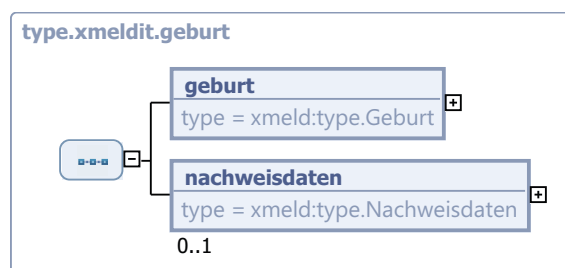 type.xmeldit.geburt
geburt
type = xmeld:type.Geburt
nachweisdaten
type = xmeld:type.Nachweisdaten
0..1